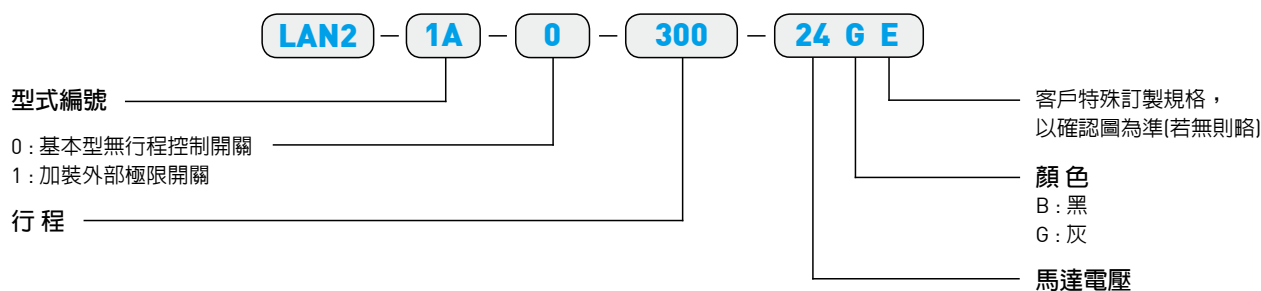 LAN2 - 1A - 0 - 300 - 24 G E
型式編號
0 : 基本型無行程控制開關
1 : 加裝外部極限開關
行 程
客戶特殊訂製規格，
以確認圖為準(若無則略)
顏 色
B : 黑
G : 灰
馬達電壓